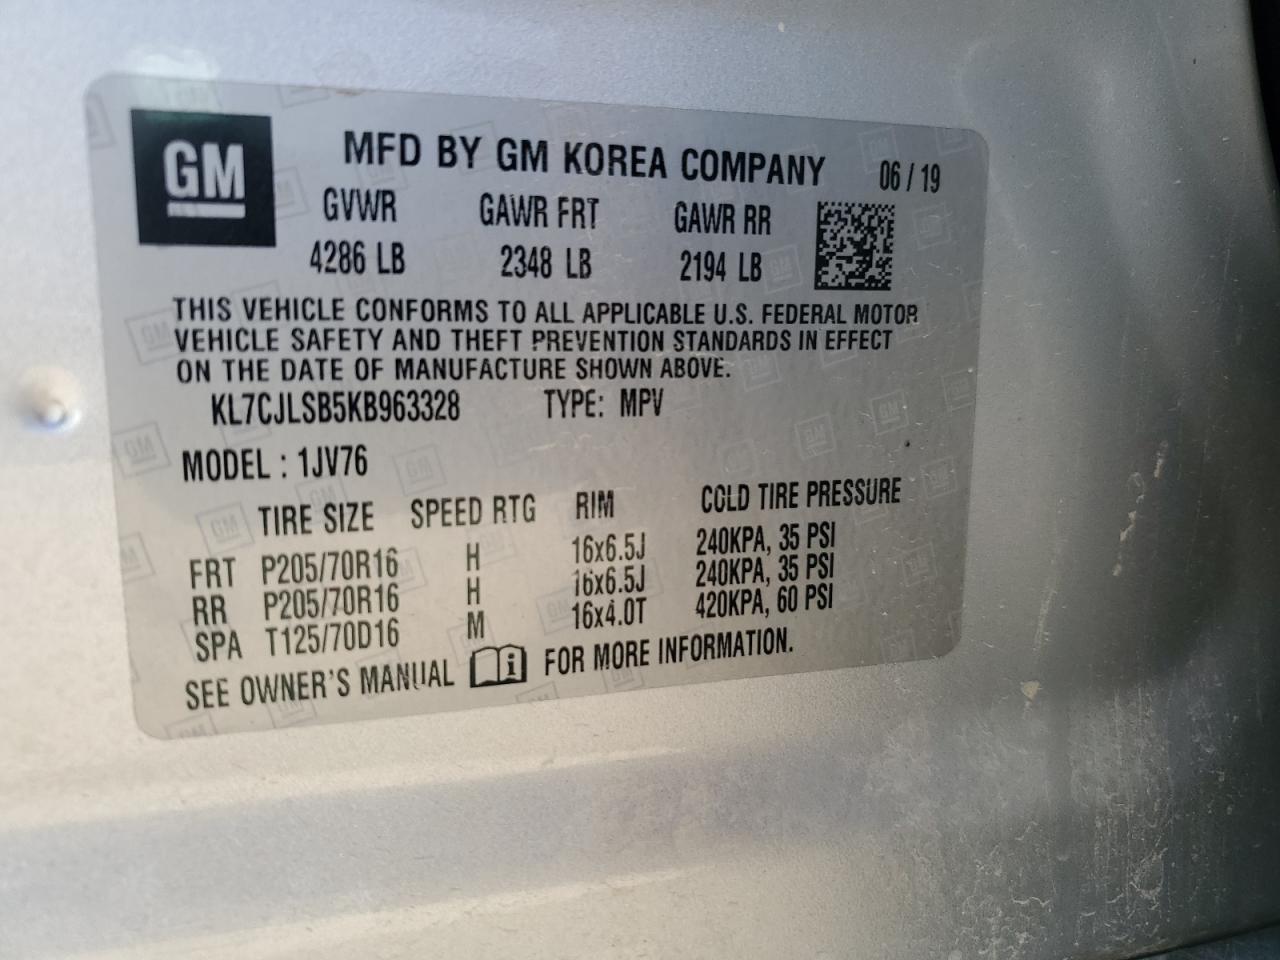 GM
MFD BY GM KOREA COMPANY 06 / 19
GVWR GAWR FRT GAWR RR
4286 LB 2348 LB 2194 LB
THIS VEHICLE CONFORMS TO ALL APPLICABLE U.S. FEDERAL MOTOR
VEHICLE SAFETY AND THEFT PREVENTION STANDARDS IN EFFECT
ON THE DATE OF MANUFACTURE SHOWN ABOVE.
KL7CJLSB5KB963328 TYPE: MPV
MODEL : 1JV76
TIRE SIZE SPEED RTG RIM COLD TIRE PRESSURE
FRT P205/70R16 H 16x6.5J 240KPA, 35 PSI
RR P205/70R16 H 16x6.5J 240KPA, 35 PSI
SPA T125/70D16 M 16x4.0T 420KPA, 60 PSI
SEE OWNER'S MANUAL i FOR MORE INFORMATION.